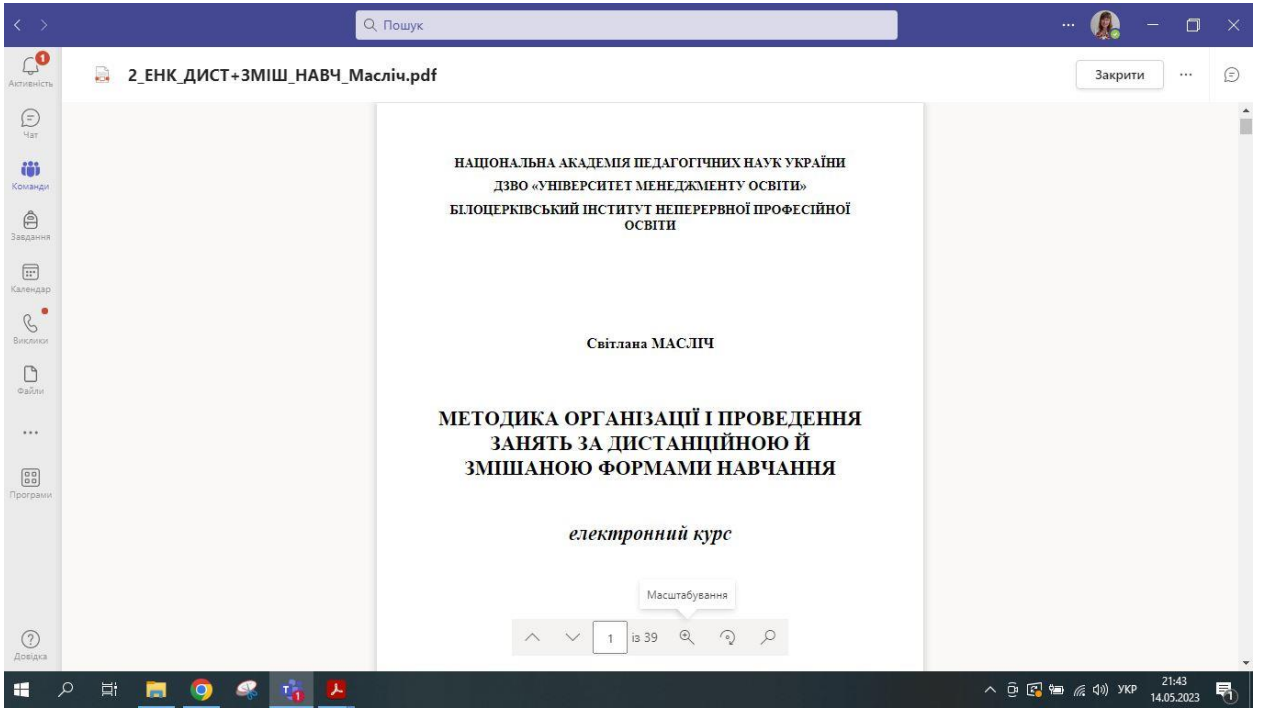 Пошук
1
Активність
2_ЕНК_ДИСТ+ЗМІШ_НАВЧ_Масліч.pdf
Закрити
Чат
Команди
Завдання
Календар
Виклики
Файли
Програми
Довідка
НАЦІОНАЛЬНА АКАДЕМІЯ ПЕДАГОГІЧНИХ НАУК УКРАЇНИ
ДЗВО «УНІВЕРСИТЕТ МЕНЕДЖМЕНТУ ОСВІТИ»
БІЛОЦЕРКІВСЬКИЙ ІНСТИТУТ НЕПЕРЕРВНОЇ ПРОФЕСІЙНОЇ
ОСВІТИ
Світлана МАСЛІЧ
МЕТОДИКА ОРГАНІЗАЦІЇ І ПРОВЕДЕННЯ
ЗАНЯТЬ ЗА ДИСТАНЦІЙНОЮ Й
ЗМІШАНОЮ ФОРМАМИ НАВЧАННЯ
електронний курс
Масштабування
1 із 39
УКР
21:43
14.05.2023
1